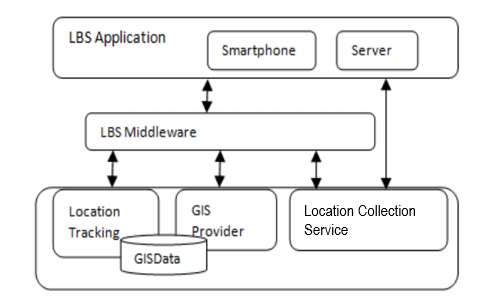 LBS Application
Smartphone
Server
LBS Middleware
Location
Tracking
GIS
Provider
Location Collection
Service
GISData